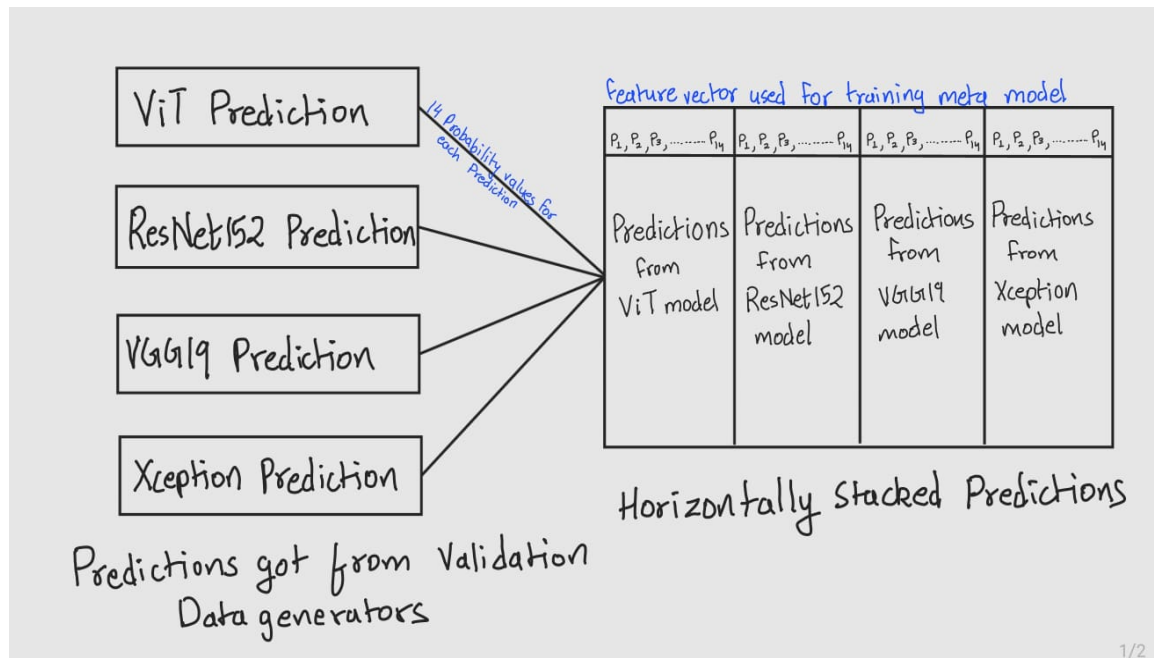 ViT Prediction
ResNet152 Prediction
VGG19 Prediction
Xception Prediction
14 Probability values for
each Prediction
Predictions got from Validation
Data generators
feature vector used for training meta model
P1, P2, P3, ........ P14
P1, P2, P3, ........ P14
P1, P2, P3, ........ P14
P1, P2, P3, ........ P14
Predictions
from
ViT model
Predictions
from
ResNet152
model
Predictions
from
VGG19
model
Predictions
from
Xception
model
Horizontally Stacked Predictions
1/2